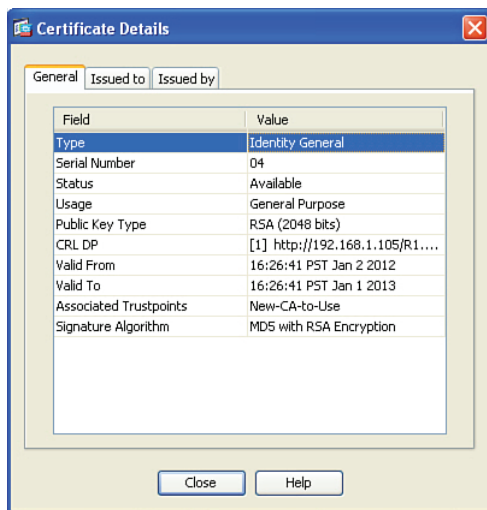 Certificate Details
General Issued to Issued by
Field Value
Type Identity General
Serial Number 04
Status Available
Usage General Purpose
Public Key Type RSA (2048 bits)
CRL DP [1] http://192.168.1.105/R1....
Valid From 16:26:41 PST Jan 2 2012
Valid To 16:26:41 PST Jan 1 2013
Associated Trustpoints New-CA-to-Use
Signature Algorithm MD5 with RSA Encryption
Close Help